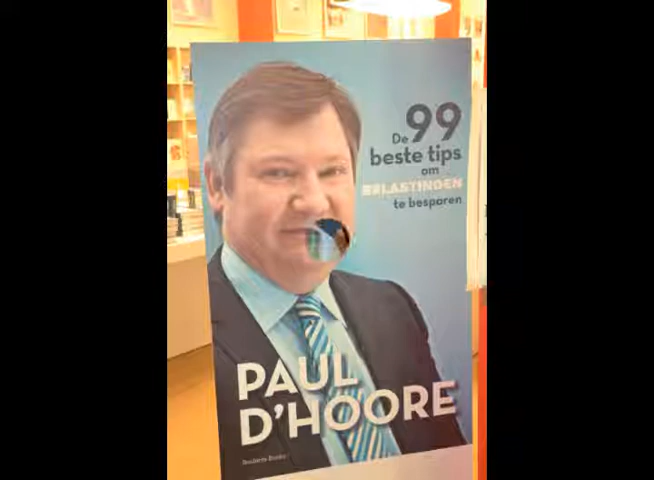 De 99
beste tips
om
BELASTINGEN
te besparen
PAUL
D'HOORE